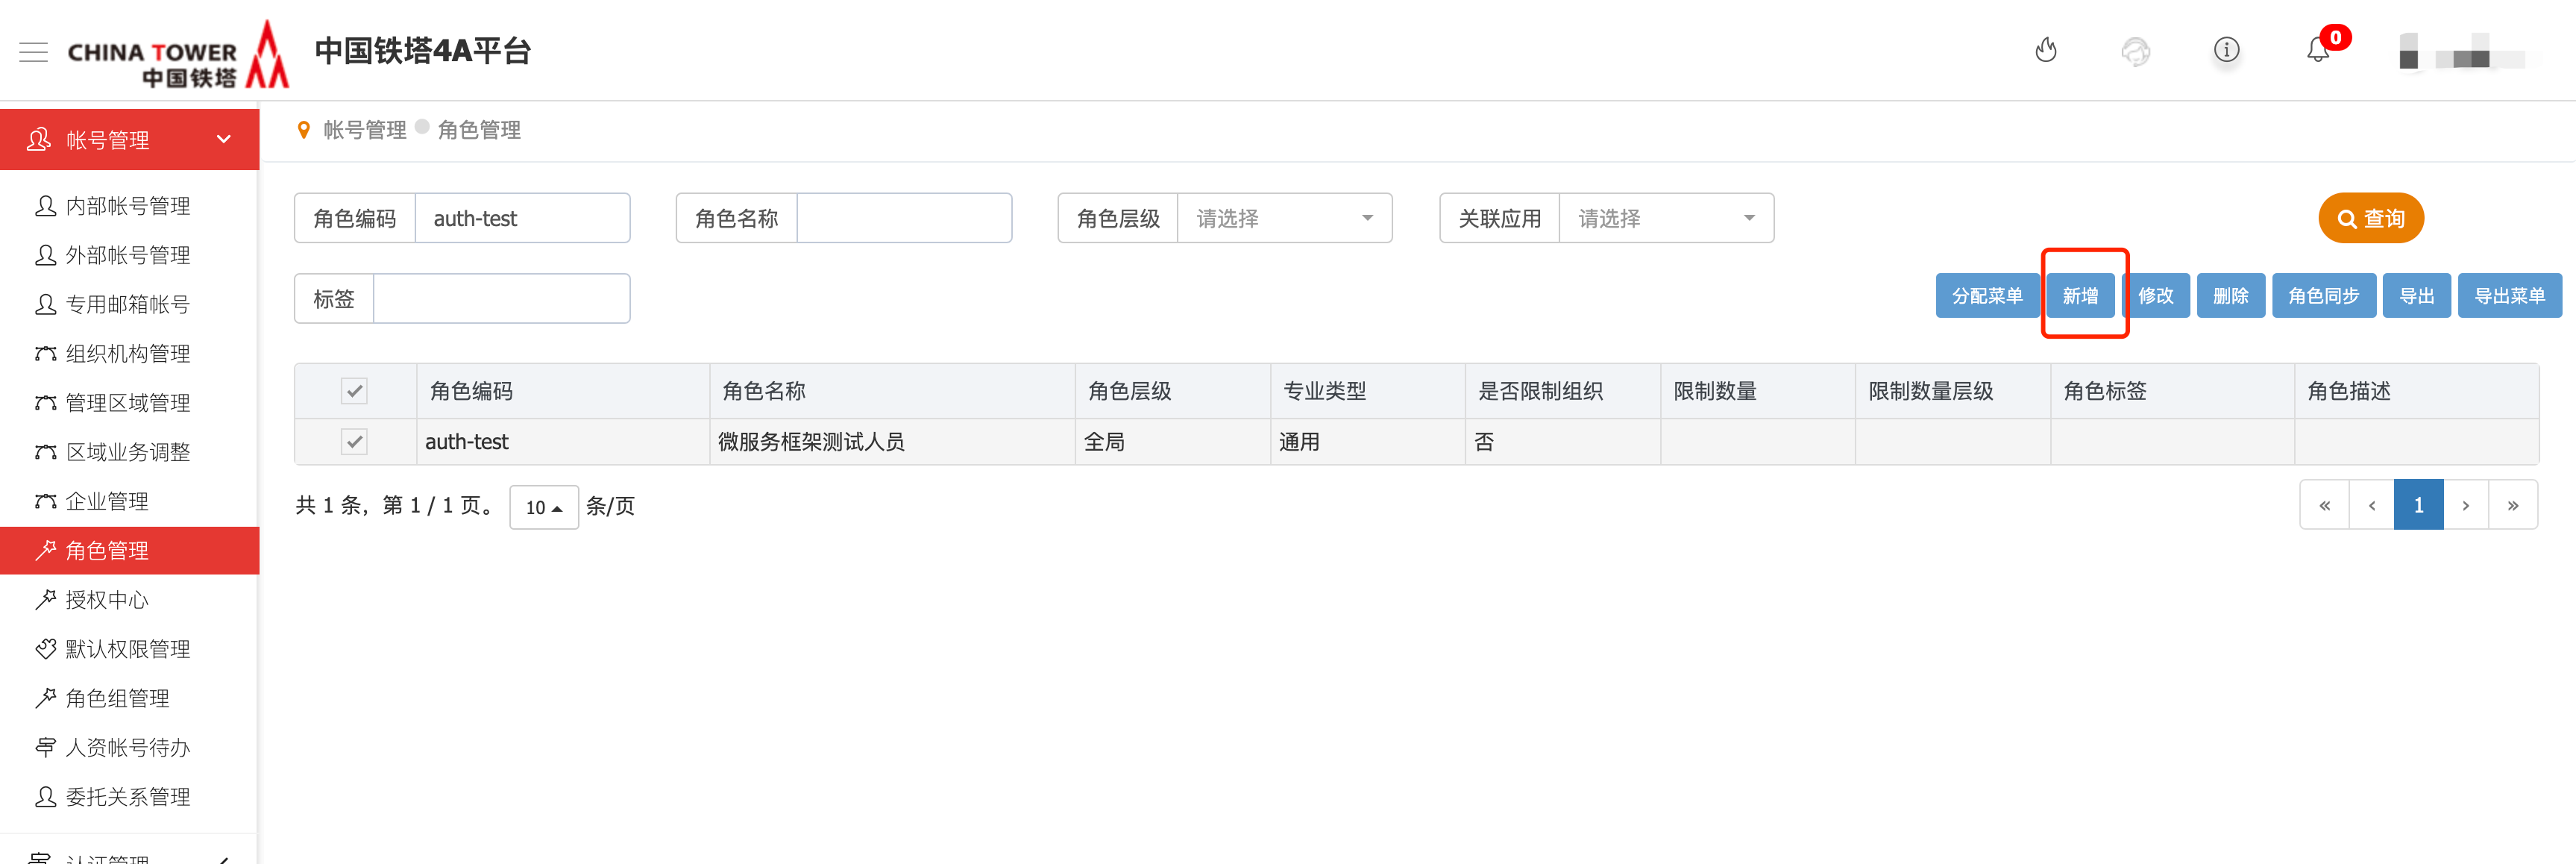 CHINA TOWER
中国铁塔
中国铁塔4A平台
0
帐号管理
内部帐号管理
外部帐号管理
专用邮箱帐号
组织机构管理
管理区域管理
区域业务调整
企业管理
角色管理
授权中心
默认权限管理
角色组管理
人资帐号待办
委托关系管理
认证管理
帐号管理 角色管理
角色编码 auth-test 角色名称 角色层级 请选择 关联应用 请选择 查询
标签
分配菜单 新增 修改 删除 角色同步 导出 导出菜单
角色编码 角色名称 角色层级 专业类型 是否限制组织 限制数量 限制数量层级 角色标签 角色描述
auth-test 微服务框架测试人员 全局 通用 否
共 1 条，第 1 / 1 页。 10 条/页 « ‹ 1 › »